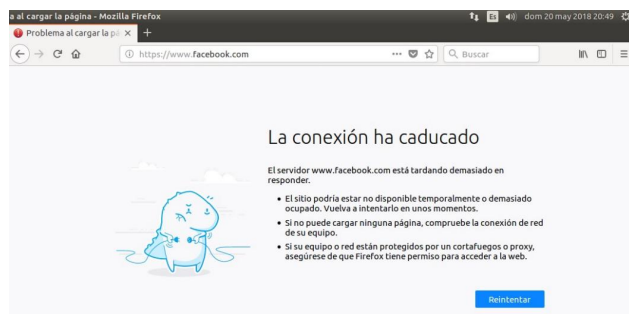 a al cargar la página - Mozilla Firefox
Es
dom 20 may 2018 20:49
Problema al cargar la pá
https://www.facebook.com
Buscar
La conexión ha caducado
El servidor www.facebook.com está tardando demasiado en
responder.
El sitio podría estar no disponible temporalmente o demasiado
ocupado. Vuelva a intentarlo en unos momentos.
Si no puede cargar ninguna página, compruebe la conexión de red
de su equipo.
Si su equipo o red están protegidos por un cortafuegos o proxy,
asegúrese de que Firefox tiene permiso para acceder a la web.
Reintentar